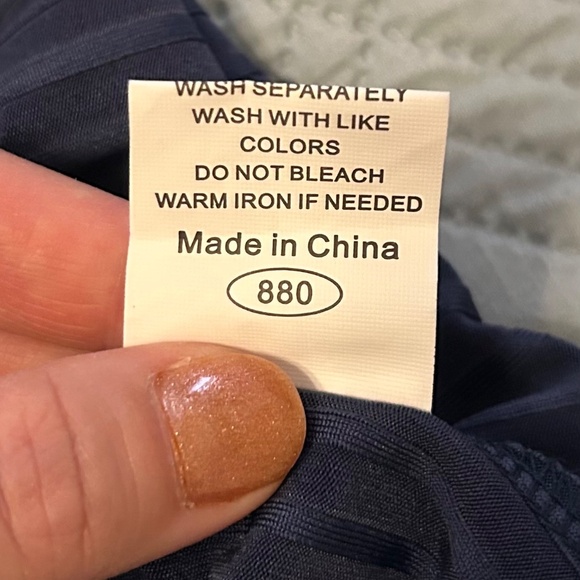 WASH SEPARATELY
WASH WITH LIKE
COLORS
DO NOT BLEACH
WARM IRON IF NEEDED
Made in China
880